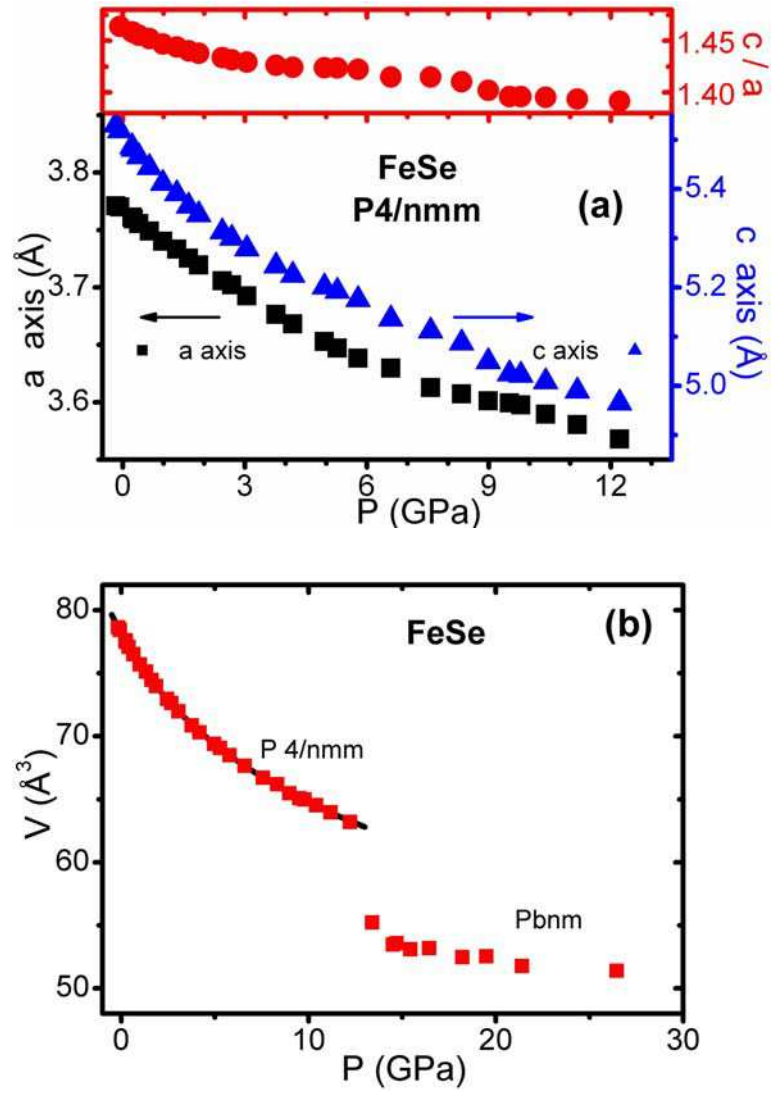 1.45
1.40
c / a
3.8
3.7
3.6
a axis (Å)
FeSe
P4/nmm
(a)
5.4
5.2
5.0
c axis (Å)
a axis
c axis
0 3 6 9 12
P (GPa)
80
70
60
50
V (Å³)
FeSe
(b)
P 4/nmm
Pbnm
0 10 20 30
P (GPa)